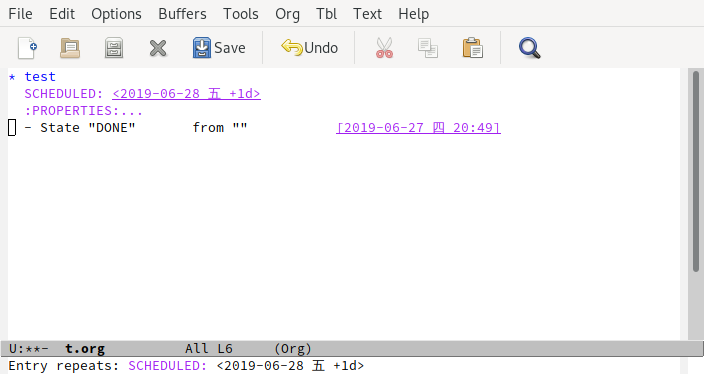 File Edit Options Buffers Tools Org Tbl Text Help
Save Undo
* test
SCHEDULED: <2019-06-28 五 +1d>
:PROPERTIES:...
- State "DONE" from "" [2019-06-27 四 20:49]
U:**- t.org All L6 (Org)
Entry repeats: SCHEDULED: <2019-06-28 五 +1d>